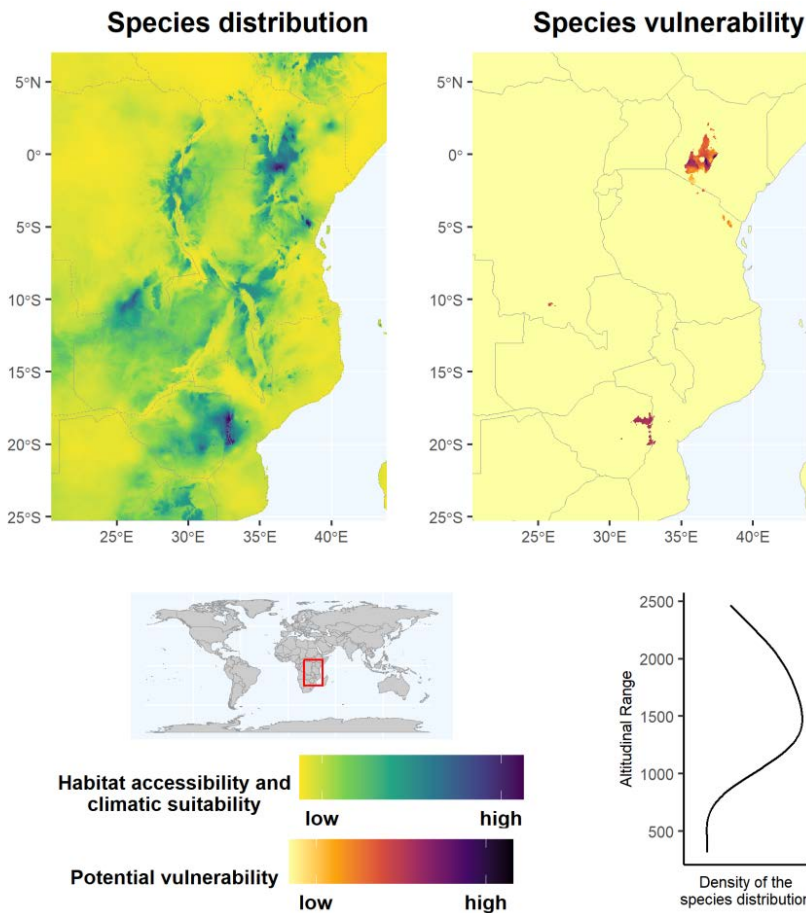 Species distribution
Species vulnerability
5°N
0°
5°S
10°S
15°S
20°S
25°S
25°E 30°E 35°E 40°E
5°N
0°
5°S
10°S
15°S
20°S
25°S
25°E 30°E 35°E 40°E
Habitat accessibility and
climatic suitability
low high
Potential vulnerability
low high
2500
2000
1500
1000
500
Altitudinal Range
Density of the
species distribution